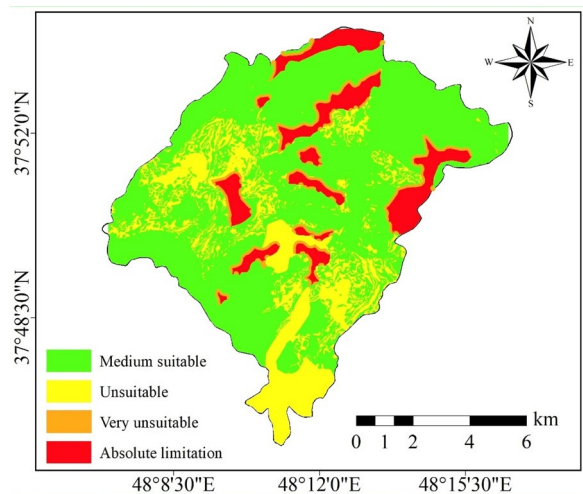 N
W E
S
37°52'0"N
37°48'30"N
Medium suitable
Unsuitable
Very unsuitable
Absolute limitation
km
0 1 2 4 6
48°8'30"E 48°12'0"E 48°15'30"E